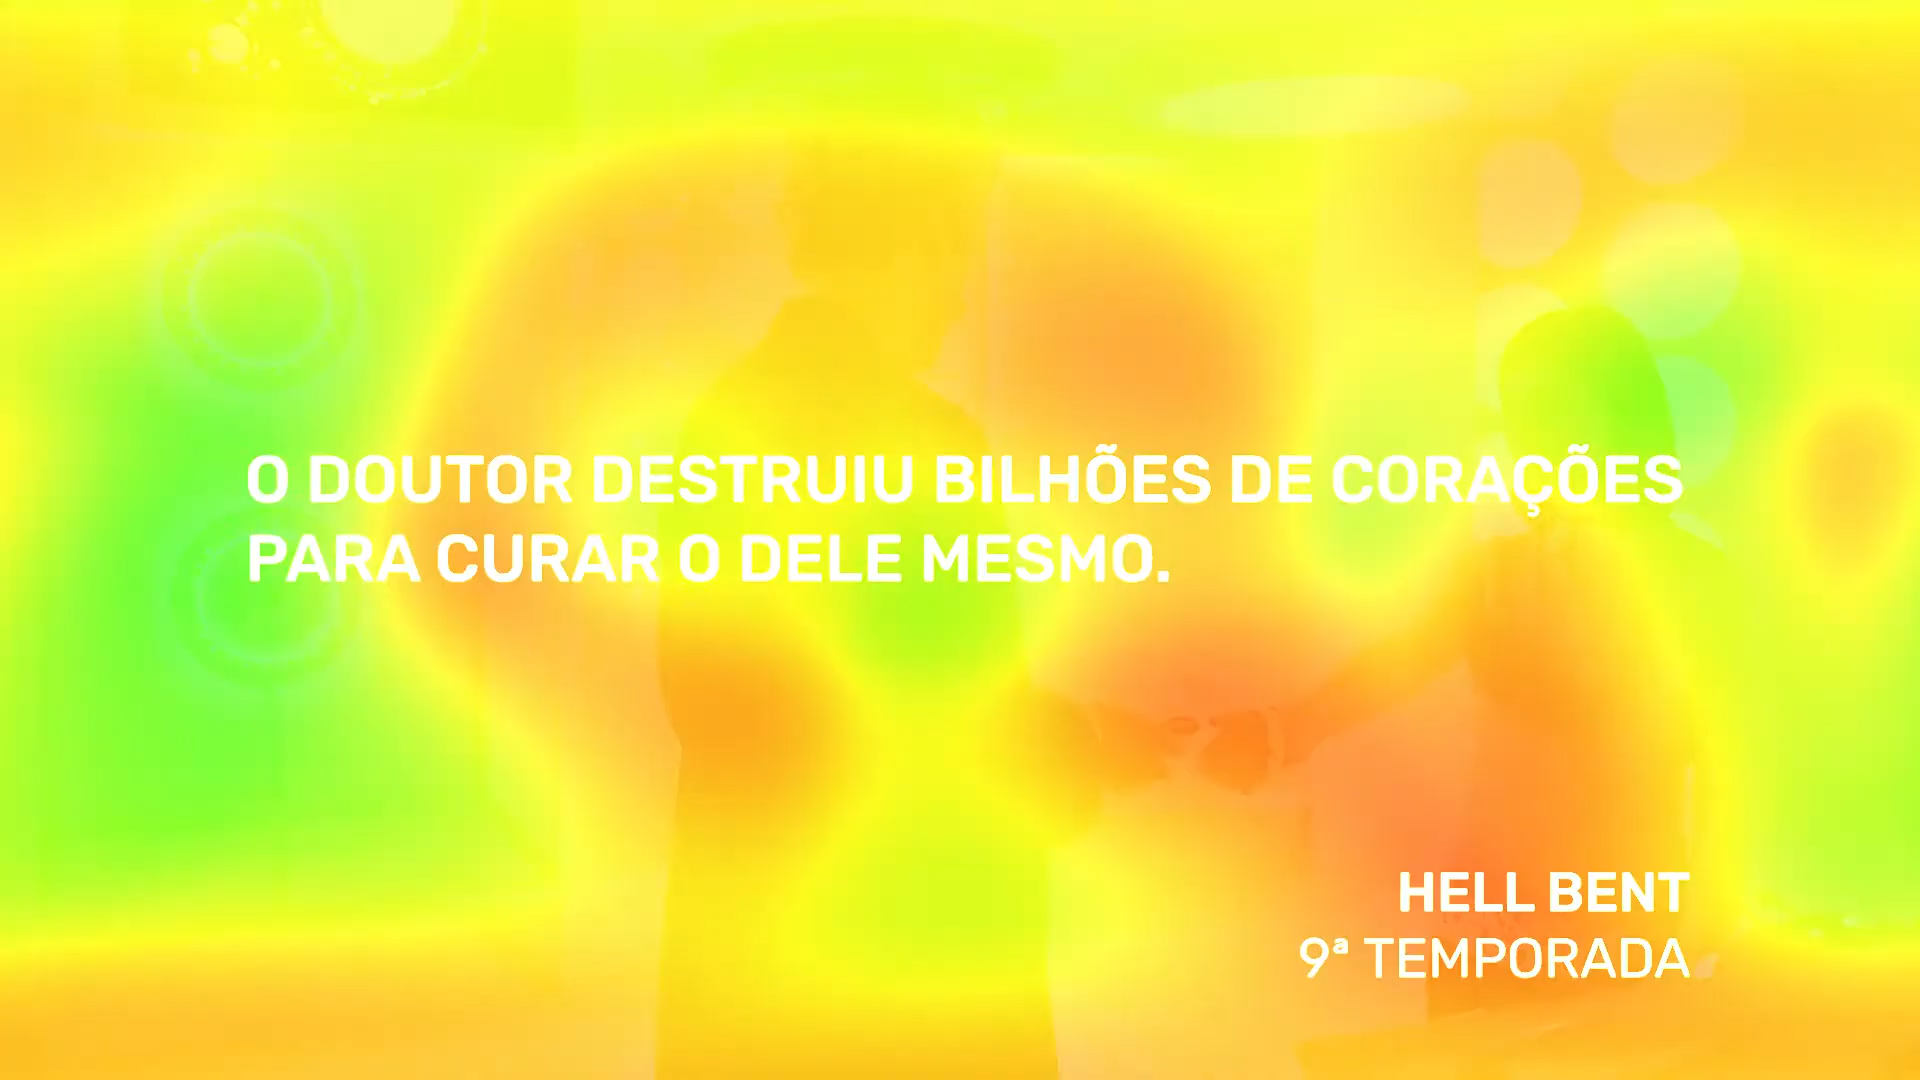 O DOUTOR DESTRUIU BILHÕES DE CORAÇÕES
PARA CURAR O DELE MESMO.
HELL BENT
9ª TEMPORADA